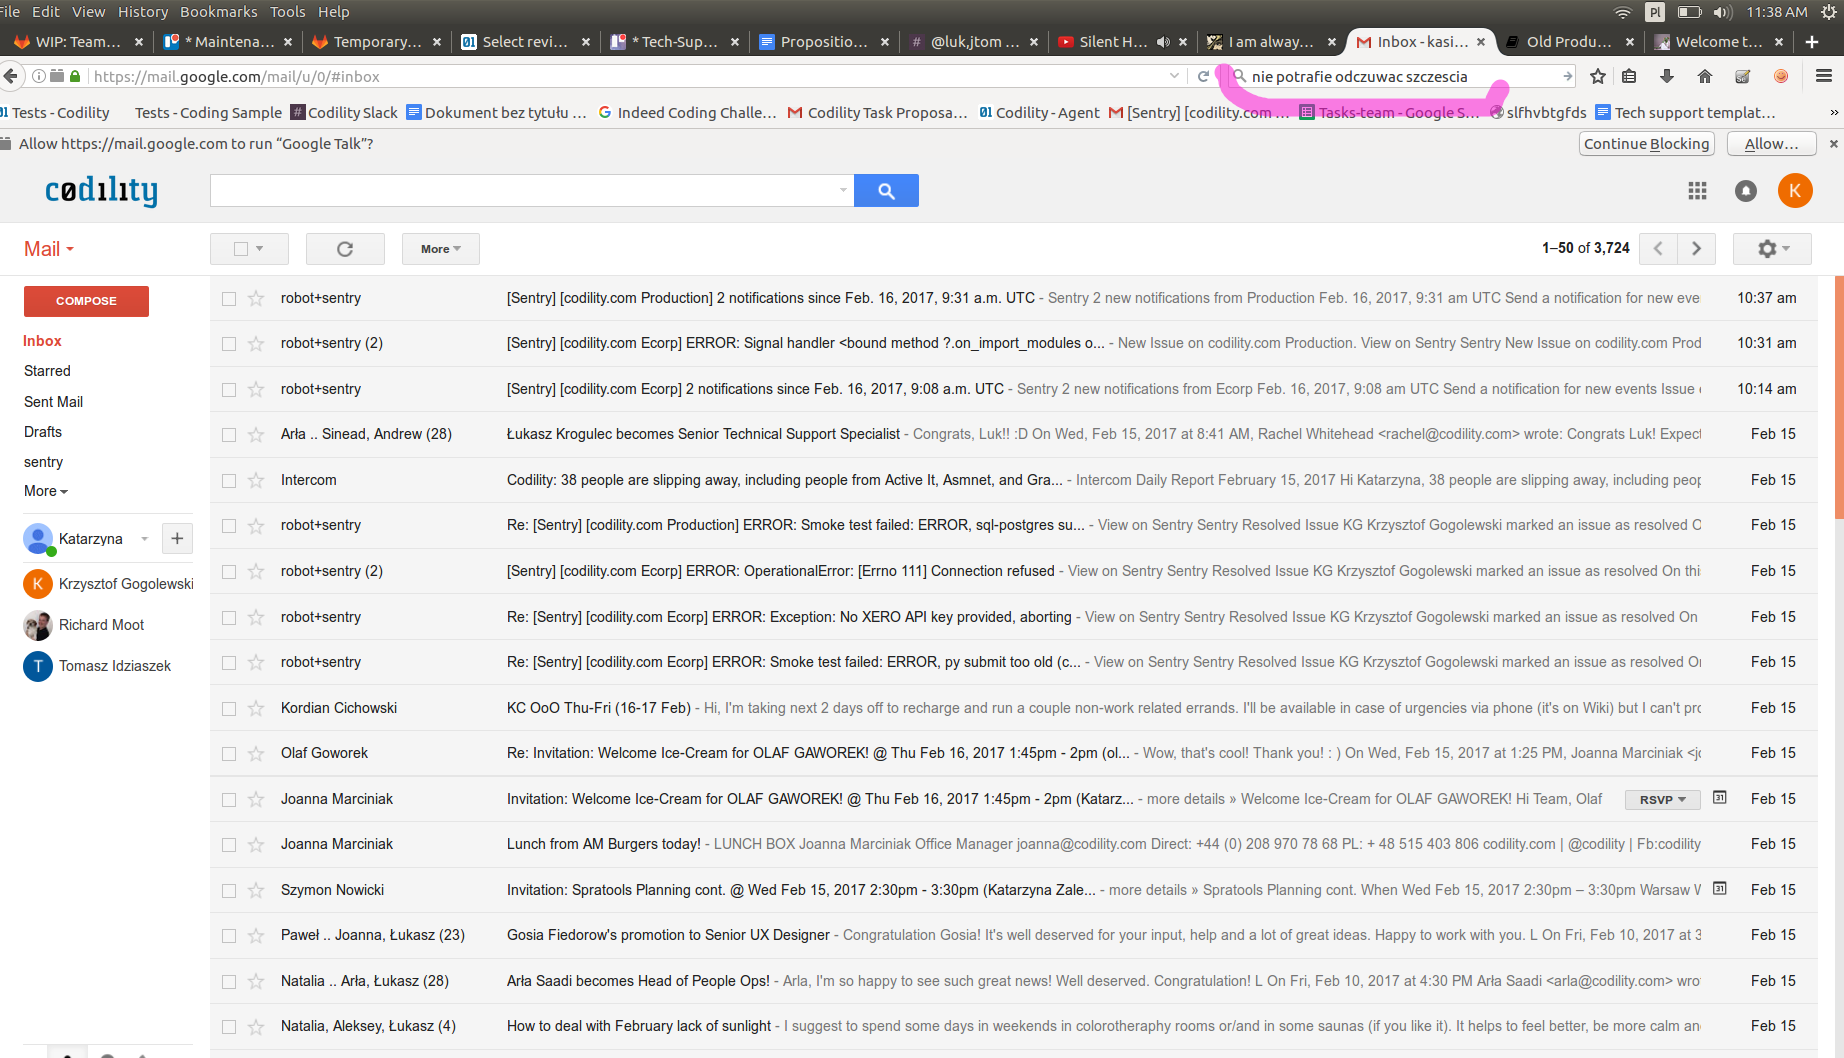 File Edit View History Bookmarks Tools Help Pl 11:38 AM
WIP: Team... * Maintena... Temporary... Select revi... * Tech-Sup... Propositio... @luk,jtom ... Silent H... I am alway... Inbox - kasi... Old Produ... Welcome t...
https://mail.google.com/mail/u/0/#inbox nie potrafie odczuwac szczescia
Tests - Codility Tests - Coding Sample Codility Slack Dokument bez tytułu ... Indeed Coding Challe... Codility Task Proposa... Codility - Agent [Sentry] [codility.com ... Tasks-team - Google S... slfhvbtgfds Tech support templat... »
Allow https://mail.google.com to run “Google Talk”? Continue Blocking Allow...
codility K
Mail More 1–50 of 3,724
COMPOSE
Inbox
Starred
Sent Mail
Drafts
sentry
More
Katarzyna +
K Krzysztof Gogolewski
Richard Moot
T Tomasz Idziaszek
robot+sentry [Sentry] [codility.com Production] 2 notifications since Feb. 16, 2017, 9:31 a.m. UTC - Sentry 2 new notifications from Production Feb. 16, 2017, 9:31 am UTC Send a notification for new eve 10:37 am
robot+sentry (2) [Sentry] [codility.com Ecorp] ERROR: Signal handler <bound method ?.on_import_modules o... - New Issue on codility.com Production. View on Sentry Sentry New Issue on codility.com Prod 10:31 am
robot+sentry [Sentry] [codility.com Ecorp] 2 notifications since Feb. 16, 2017, 9:08 a.m. UTC - Sentry 2 new notifications from Ecorp Feb. 16, 2017, 9:08 am UTC Send a notification for new events Issue 10:14 am
Arła .. Sinead, Andrew (28) Łukasz Krogulec becomes Senior Technical Support Specialist - Congrats, Luk!! :D On Wed, Feb 15, 2017 at 8:41 AM, Rachel Whitehead <rachel@codility.com> wrote: Congrats Luk! Expect Feb 15
Intercom Codility: 38 people are slipping away, including people from Active It, Asmnet, and Gra... - Intercom Daily Report February 15, 2017 Hi Katarzyna, 38 people are slipping away, including peop Feb 15
robot+sentry Re: [Sentry] [codility.com Production] ERROR: Smoke test failed: ERROR, sql-postgres su... - View on Sentry Sentry Resolved Issue KG Krzysztof Gogolewski marked an issue as resolved O Feb 15
robot+sentry (2) [Sentry] [codility.com Ecorp] ERROR: OperationalError: [Errno 111] Connection refused - View on Sentry Sentry Resolved Issue KG Krzysztof Gogolewski marked an issue as resolved On thi Feb 15
robot+sentry Re: [Sentry] [codility.com Ecorp] ERROR: Exception: No XERO API key provided, aborting - View on Sentry Sentry Resolved Issue KG Krzysztof Gogolewski marked an issue as resolved On Feb 15
robot+sentry Re: [Sentry] [codility.com Ecorp] ERROR: Smoke test failed: ERROR, py submit too old (c... - View on Sentry Sentry Resolved Issue KG Krzysztof Gogolewski marked an issue as resolved Or Feb 15
Kordian Cichowski KC OoO Thu-Fri (16-17 Feb) - Hi, I'm taking next 2 days off to recharge and run a couple non-work related errands. I'll be available in case of urgencies via phone (it's on Wiki) but I can't pro Feb 15
Olaf Goworek Re: Invitation: Welcome Ice-Cream for OLAF GAWOREK! @ Thu Feb 16, 2017 1:45pm - 2pm (ol... - Wow, that's cool! Thank you! : ) On Wed, Feb 15, 2017 at 1:25 PM, Joanna Marciniak <jo Feb 15
Joanna Marciniak Invitation: Welcome Ice-Cream for OLAF GAWOREK! @ Thu Feb 16, 2017 1:45pm - 2pm (Katarz... - more details » Welcome Ice-Cream for OLAF GAWOREK! Hi Team, Olaf RSVP 31 Feb 15
Joanna Marciniak Lunch from AM Burgers today! - LUNCH BOX Joanna Marciniak Office Manager joanna@codility.com Direct: +44 (0) 208 970 78 68 PL: + 48 515 403 806 codility.com | @codility | Fb:codility Feb 15
Szymon Nowicki Invitation: Spratools Planning cont. @ Wed Feb 15, 2017 2:30pm - 3:30pm (Katarzyna Zale... - more details » Spratools Planning cont. When Wed Feb 15, 2017 2:30pm – 3:30pm Warsaw W 31 Feb 15
Paweł .. Joanna, Łukasz (23) Gosia Fiedorow's promotion to Senior UX Designer - Congratulation Gosia! It's well deserved for your input, help and a lot of great ideas. Happy to work with you. L On Fri, Feb 10, 2017 at 3 Feb 15
Natalia .. Arła, Łukasz (28) Arła Saadi becomes Head of People Ops! - Arla, I'm so happy to see such great news! Well deserved. Congratulation! L On Fri, Feb 10, 2017 at 4:30 PM Arła Saadi <arla@codility.com> wro Feb 15
Natalia, Aleksey, Łukasz (4) How to deal with February lack of sunlight - I suggest to spend some days in weekends in colorotheraphy rooms or/and in some saunas (if you like it). It helps to feel better, be more calm an Feb 15